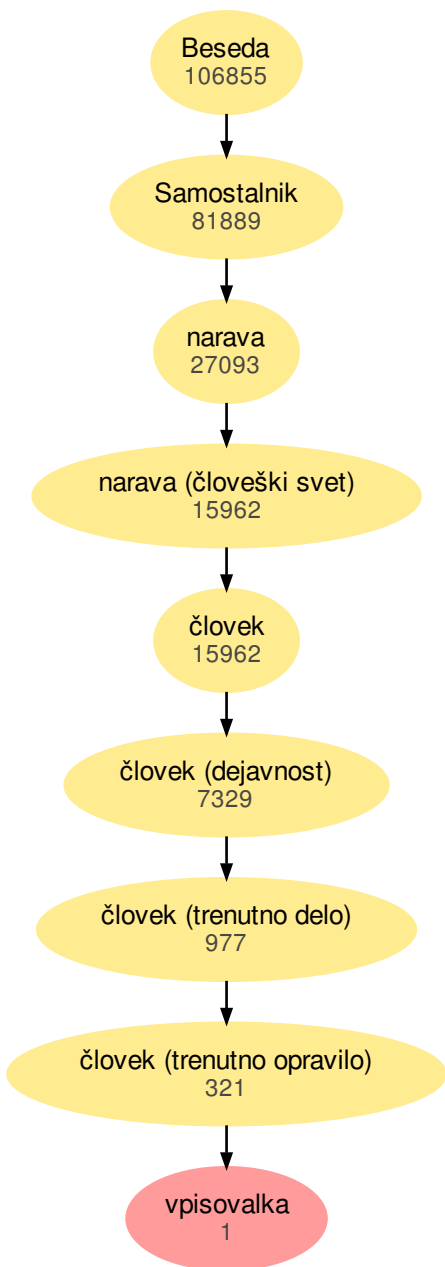 Beseda
106855
Samostalnik
81889
narava
27093
narava (človeški svet)
15962
človek
15962
človek (dejavnost)
7329
človek (trenutno delo)
977
človek (trenutno opravilo)
321
vpisovalka
1